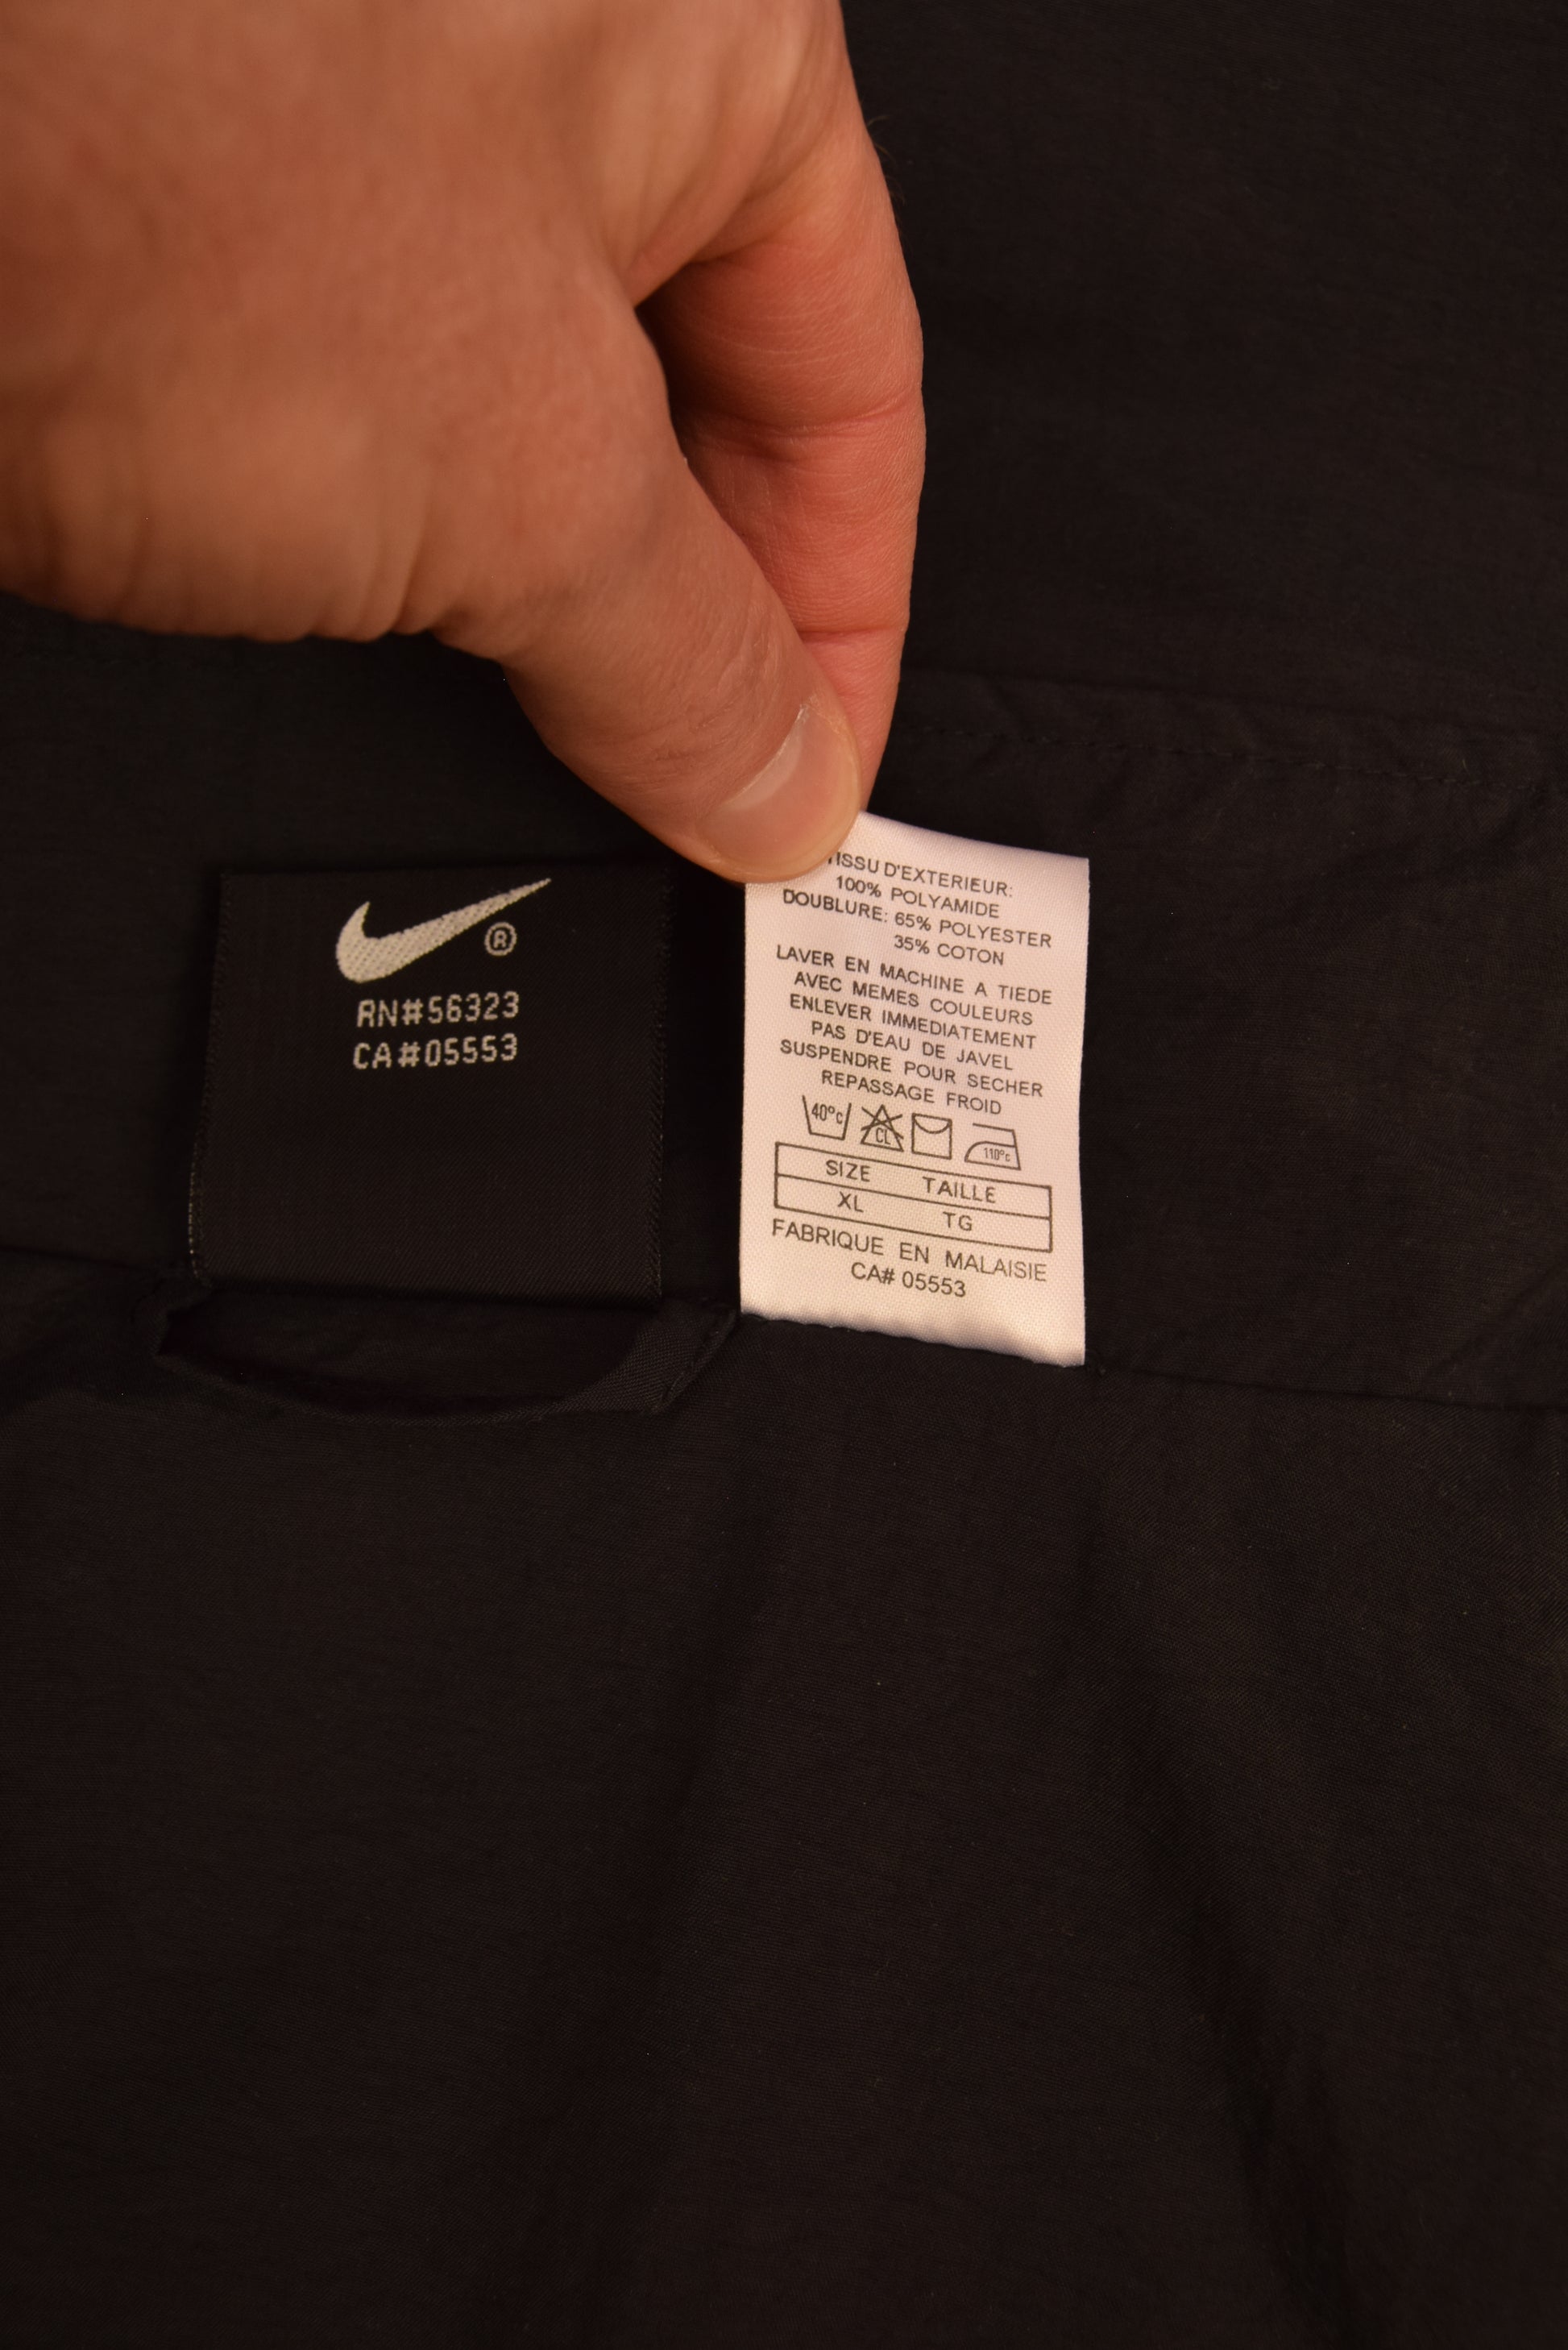 ®
RN#56323
CA#05553
TISSU D'EXTERIEUR:
100% POLYAMIDE
DOUBLURE: 65% POLYESTER
35% COTON
LAVER EN MACHINE A TIEDE
AVEC MEMES COULEURS
ENLEVER IMMEDIATEMENT
PAS D'EAU DE JAVEL
SUSPENDRE POUR SECHER
REPASSAGE FROID
40°c CL 110°c
SIZE TAILLE
XL TG
FABRIQUE EN MALAISIE
CA# 05553